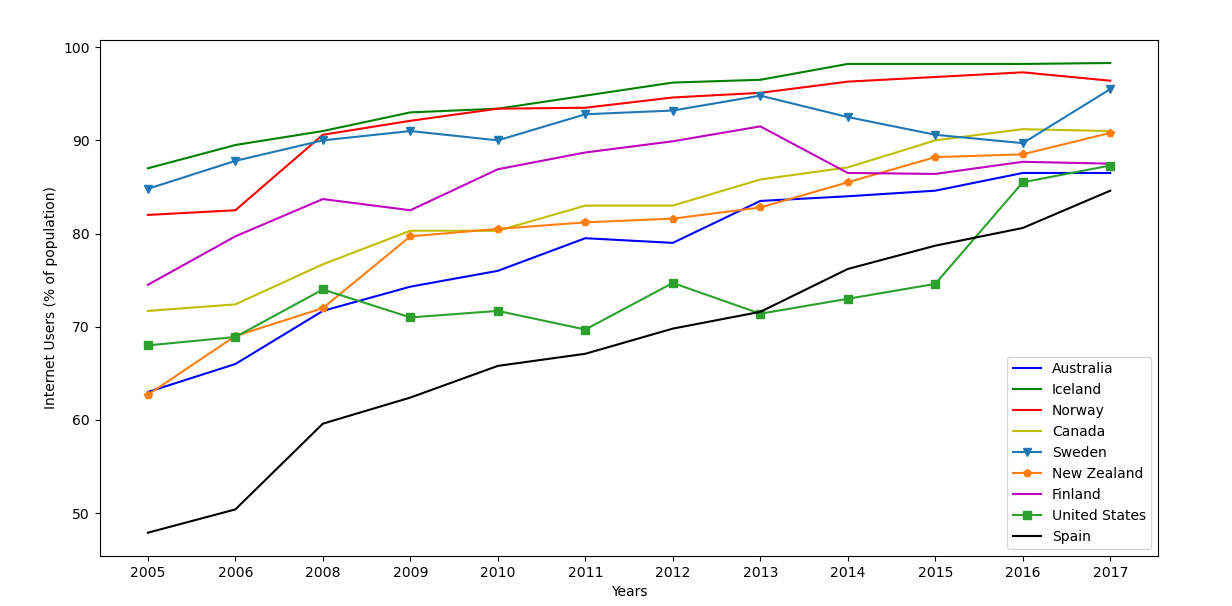 100
90
80
70
60
50
Internet Users (% of population)
2005 2006 2008 2009 2010 2011 2012 2013 2014 2015 2016 2017
Years
Australia
Iceland
Norway
Canada
Sweden
New Zealand
Finland
United States
Spain